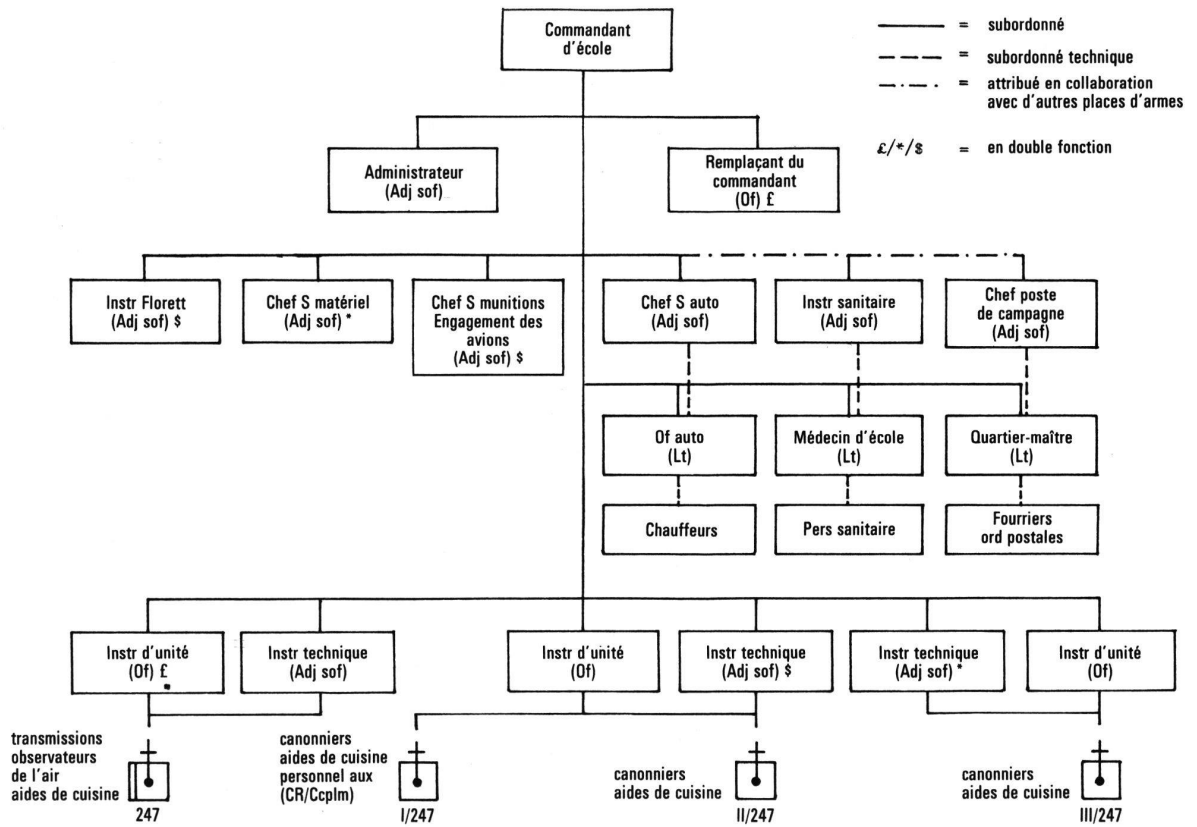 Commandant
d'école
= subordonné
= subordonné technique
= attribué en collaboration
avec d'autres places d'armes
£/*/$ = en double fonction
Administrateur
(Adj sof)
Remplaçant du
commandant
(Of) £
Instr Florett
(Adj sof) $
Chef S matériel
(Adj sof) *
Chef S munitions
Engagement des
avions
(Adj sof) $
Chef S auto
(Adj sof)
Instr sanitaire
(Adj sof)
Chef poste
de campagne
(Adj sof)
Of auto
(Lt)
Médecin d'école
(Lt)
Quartier-maître
(Lt)
Chauffeurs
Pers sanitaire
Fourriers
ord postales
Instr d'unité
(Of) £
*
Instr technique
(Adj sof)
Instr d'unité
(Of)
Instr technique
(Adj sof) $
Instr technique
(Adj sof) *
Instr d'unité
(Of)
transmissions
observateurs
de l'air
aides de cuisine
247
canonniers
aides de cuisine
personnel aux
(CR/Ccplm)
I/247
canonniers
aides de cuisine
II/247
canonniers
aides de cuisine
III/247